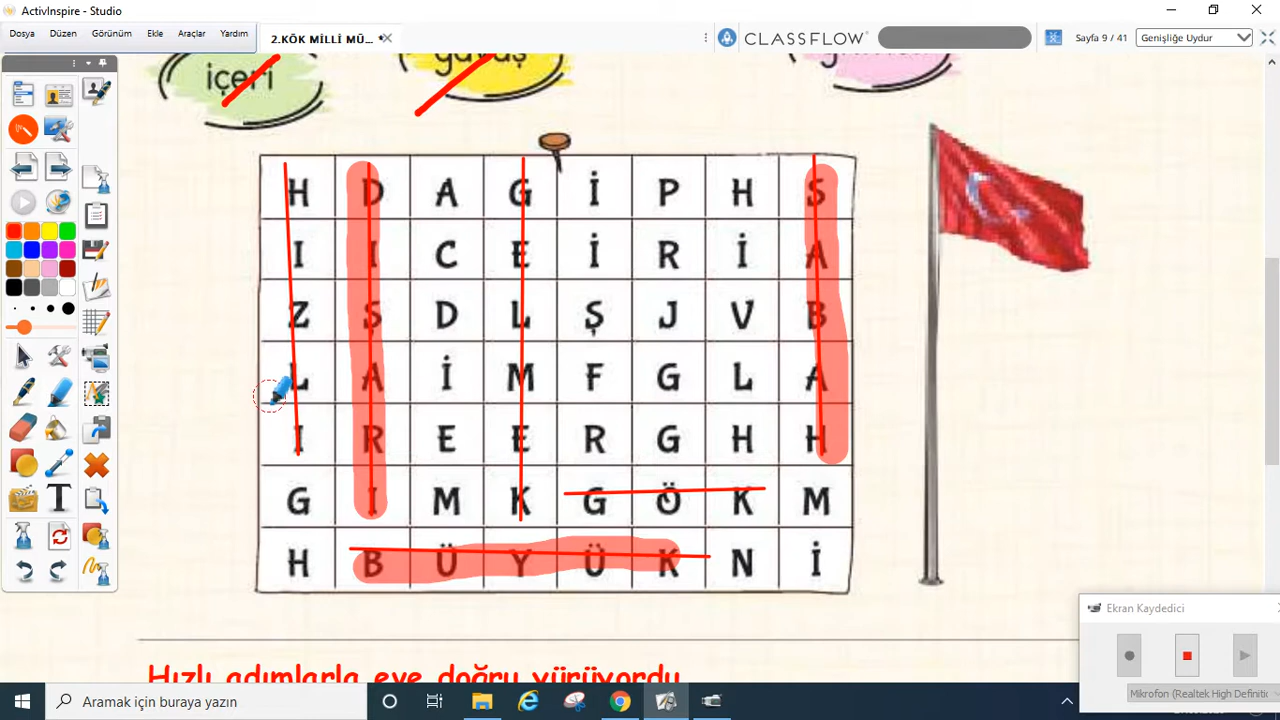 ActivInspire - Studio
Dosya Düzen Görünüm Ekle Araçlar Yardım
2.KÖK MİLLİ MÜ...
CLASSFLOW
Sayfa 9 / 41
Genişliğe Uydur
içeri
yavaş
H D A G İ P H S
I I C E İ R İ A
Z Ş D L Ş J V B
L A İ M F G L A
I R E E R G H H
G I M K G Ö K M
H B Ü Y Ü K N İ
Hızlı adımlarla eve doğru yürüyordu
Ekran Kaydedici
Mikrofon (Realtek High Definitic
Aramak için buraya yazın